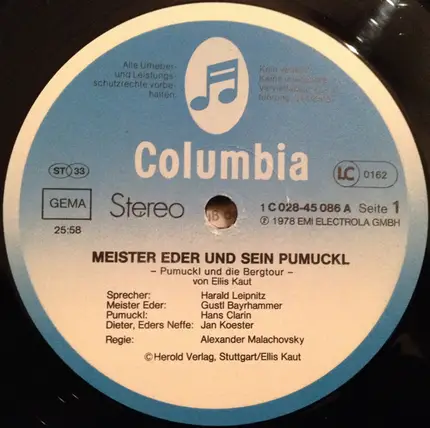 Alle Urheber-
und Leistungs-
schutzrechte vorbe-
halten.
Kein Verleih!
Keine
Columbia
ST 33
LC 0162
GEMA
Stereo
1 C 028-45 086 A Seite 1
℗ 1978 EMI ELECTROLA GMBH
25:58
MEISTER EDER UND SEIN PUMUCKL
– Pumuckl und die Bergtour –
von Ellis Kaut
Sprecher: Harald Leipnitz
Meister Eder: Gustl Bayrhammer
Pumuckl: Hans Clarin
Dieter, Eders Neffe: Jan Koester
Regie: Alexander Malachovsky
© Herold Verlag, Stuttgart/Ellis Kaut